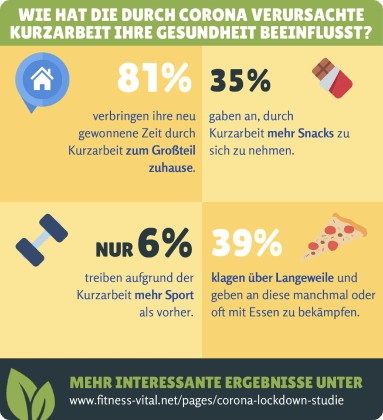 WIE HAT DIE DURCH CORONA VERURSACHTE
KURZARBEIT IHRE GESUNDHEIT BEEINFLUSST?
81%
verbringen ihre neu
gewonnene Zeit durch
Kurzarbeit zum Großteil
zuhause.
35%
gaben an, durch
Kurzarbeit mehr Snacks zu
sich zu nehmen.
NUR 6%
treiben aufgrund der
Kurzarbeit mehr Sport
als vorher.
39%
klagen über Langeweile und
geben an diese manchmal oder
oft mit Essen zu bekämpfen.
MEHR INTERESSANTE ERGEBNISSE UNTER
www.fitness-vital.net/pages/corona-lockdown-studie